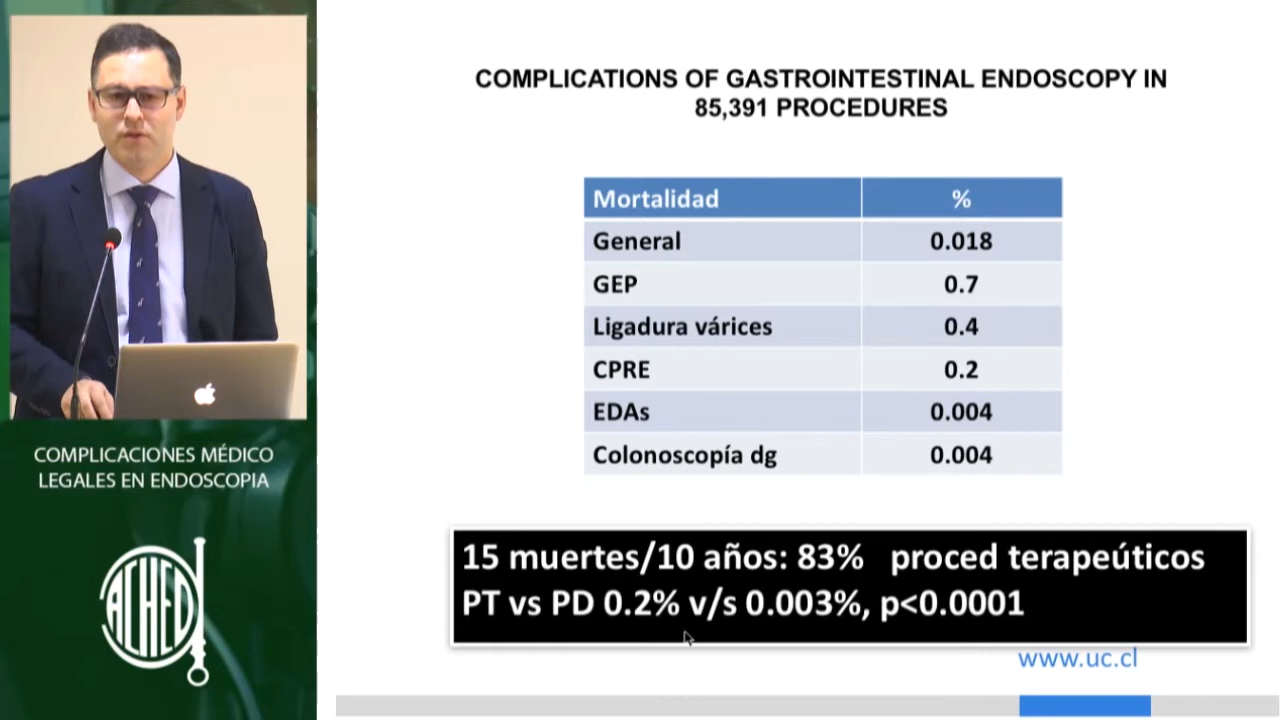 COMPLICATIONS OF GASTROINTESTINAL ENDOSCOPY IN
85,391 PROCEDURES
Mortalidad %
General 0.018
GEP 0.7
Ligadura várices 0.4
CPRE 0.2
EDAs 0.004
Colonoscopía dg 0.004
15 muertes/10 años: 83% proced terapeúticos
PT vs PD 0.2% v/s 0.003%, p<0.0001
www.uc.cl
COMPLICACIONES MÉDICO
LEGALES EN ENDOSCOPIA
ACHED